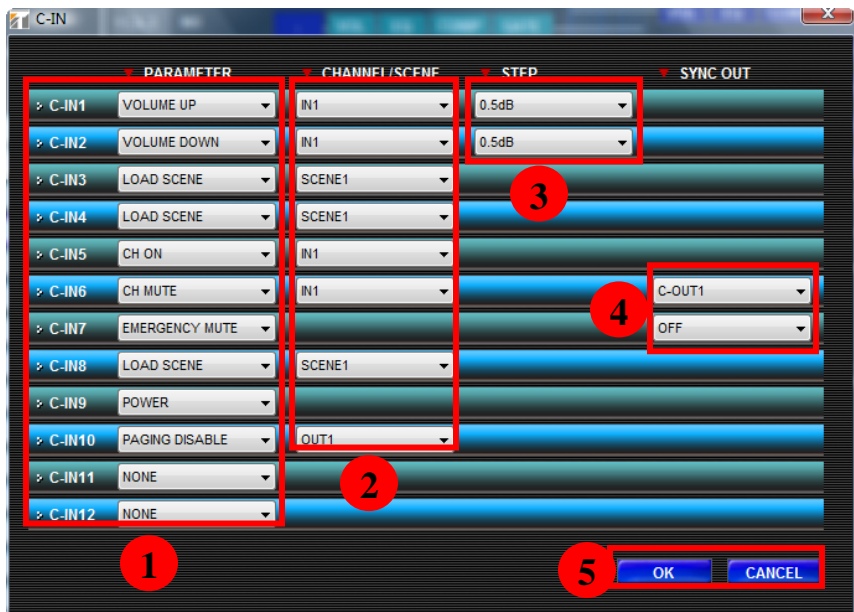 C-IN
PARAMETER CHANNEL/SCENE STEP SYNC OUT
C-IN1 VOLUME UP IN1 0.5dB
C-IN2 VOLUME DOWN IN1 0.5dB
C-IN3 LOAD SCENE SCENE1
3
C-IN4 LOAD SCENE SCENE1
C-IN5 CH ON IN1
C-IN6 CH MUTE IN1 C-OUT1
4
C-IN7 EMERGENCY MUTE OFF
C-IN8 LOAD SCENE SCENE1
C-IN9 POWER
C-IN10 PAGING DISABLE OUT1
C-IN11 NONE
2
C-IN12 NONE
1
5 OK CANCEL